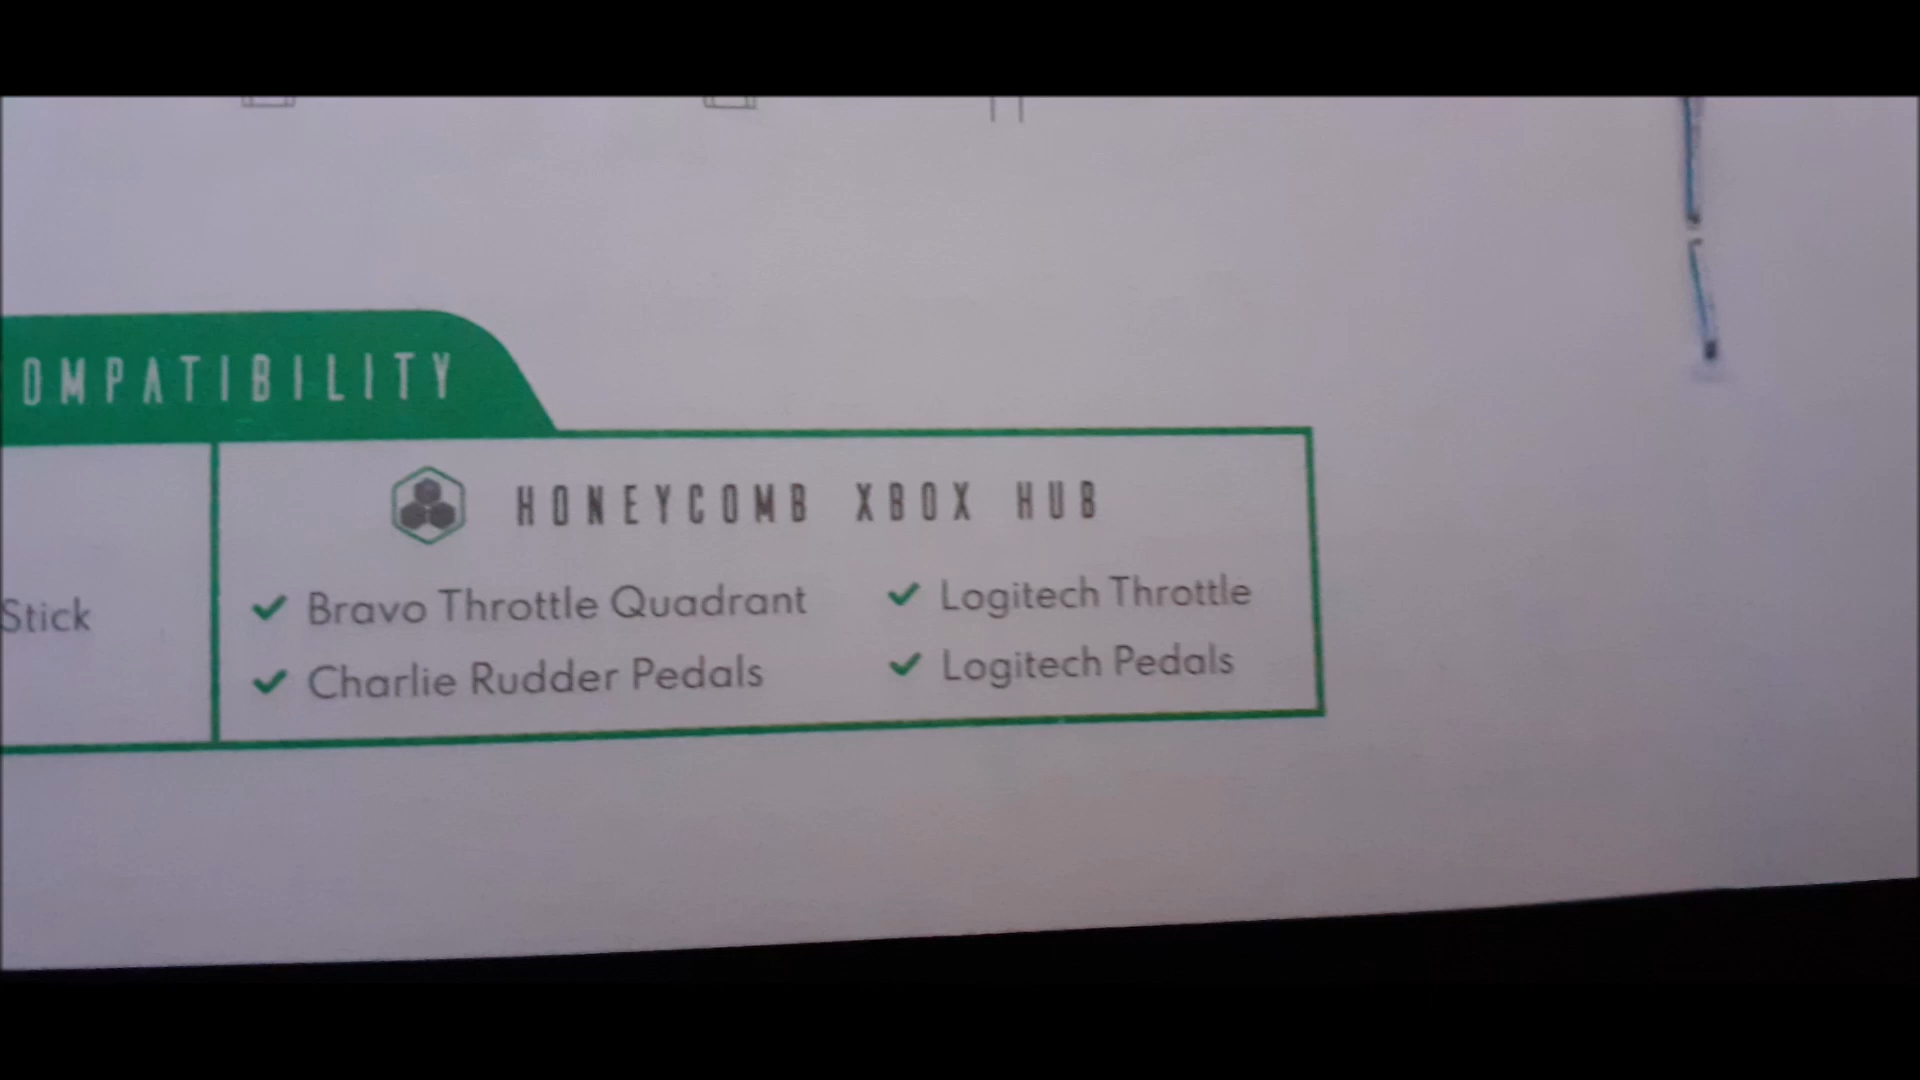 OMPATIBILITY
HONEYCOMB XBOX HUB
Stick
Bravo Throttle Quadrant
Logitech Throttle
Charlie Rudder Pedals
Logitech Pedals